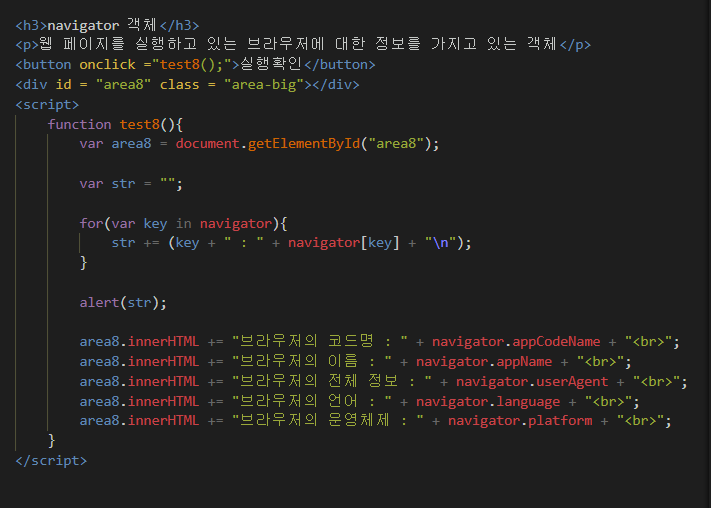 <h3>navigator 객체</h3>
<p>웹 페이지를 실행하고 있는 브라우저에 대한 정보를 가지고 있는 객체</p>
<button onclick ="test8();">실행확인</button>
<div id = "area8" class = "area-big"></div>
<script>
function test8(){
var area8 = document.getElementById("area8");
var str = "";
for(var key in navigator){
str += (key + " : " + navigator[key] + "\n");
}
alert(str);
area8.innerHTML += "브라우저의 코드명 : " + navigator.appCodeName + "<br>";
area8.innerHTML += "브라우저의 이름 : " + navigator.appName + "<br>";
area8.innerHTML += "브라우저의 전체 정보 : " + navigator.userAgent + "<br>";
area8.innerHTML += "브라우저의 언어 : " + navigator.language + "<br>";
area8.innerHTML += "브라우저의 운영체제 : " + navigator.platform + "<br>";
}
</script>